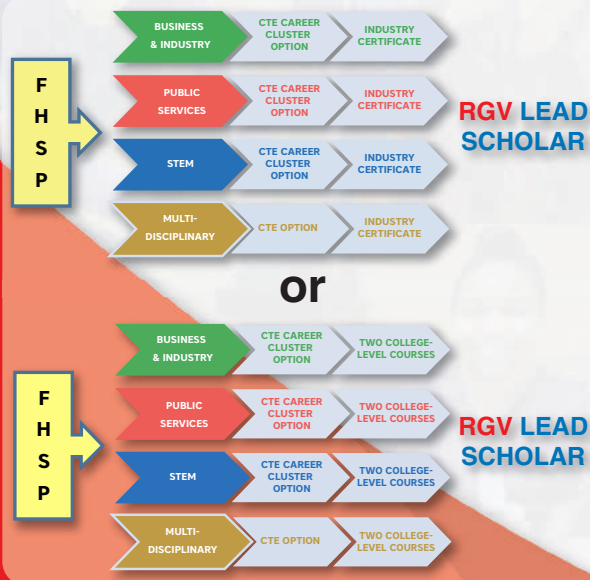 F
H
S
P
BUSINESS
& INDUSTRY
CTE CAREER
CLUSTER
OPTION
INDUSTRY
CERTIFICATE
PUBLIC
SERVICES
CTE CAREER
CLUSTER
OPTION
INDUSTRY
CERTIFICATE
STEM
CTE CAREER
CLUSTER
OPTION
INDUSTRY
CERTIFICATE
MULTI-
DISCIPLINARY
CTE OPTION
INDUSTRY
CERTIFICATE
RGV LEAD
SCHOLAR
or
F
H
S
P
BUSINESS
& INDUSTRY
CTE CAREER
CLUSTER
OPTION
TWO COLLEGE-
LEVEL COURSES
PUBLIC
SERVICES
CTE CAREER
CLUSTER
OPTION
TWO COLLEGE-
LEVEL COURSES
STEM
CTE CAREER
CLUSTER
OPTION
TWO COLLEGE-
LEVEL COURSES
MULTI-
DISCIPLINARY
CTE OPTION
TWO COLLEGE-
LEVEL COURSES
RGV LEAD
SCHOLAR